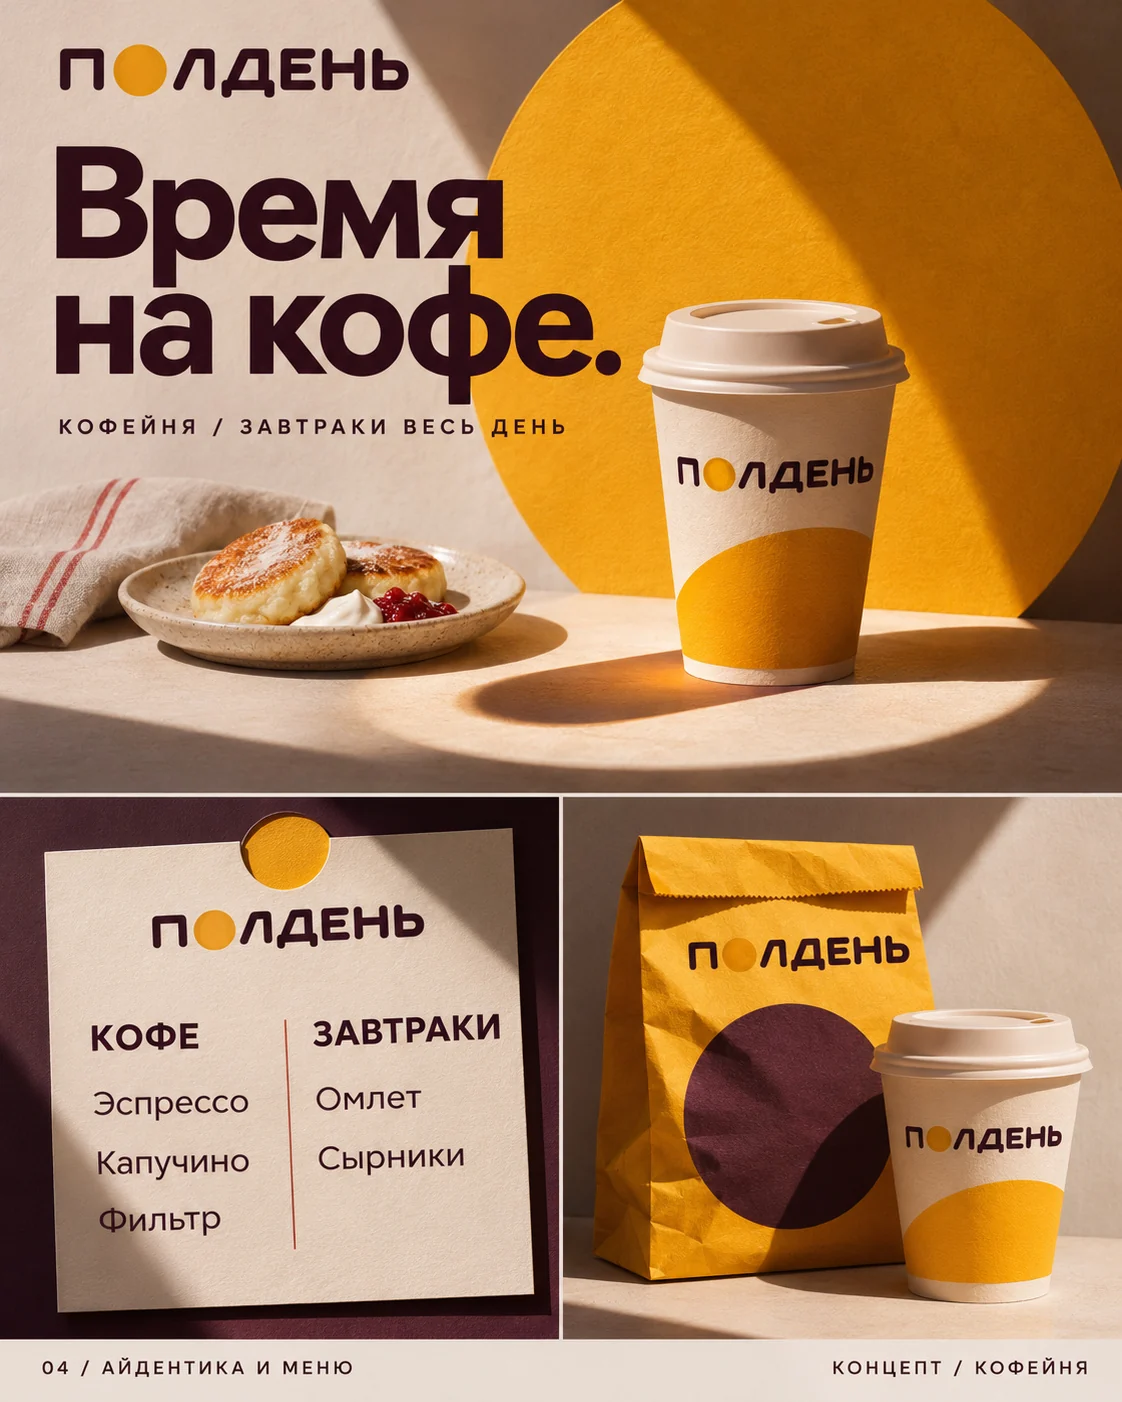 ПОЛДЕНЬ
Время
на кофе.
КОФЕЙНЯ / ЗАВТРАКИ ВЕСЬ ДЕНЬ
ПОЛДЕНЬ
ПОЛДЕНЬ
КОФЕ
Эспрессо
Капучино
Фильтр
ЗАВТРАКИ
Омлет
Сырники
ПОЛДЕНЬ
ПОЛДЕНЬ
04 / АЙДЕНТИКА И МЕНЮ
КОНЦЕПТ / КОФЕЙНЯ